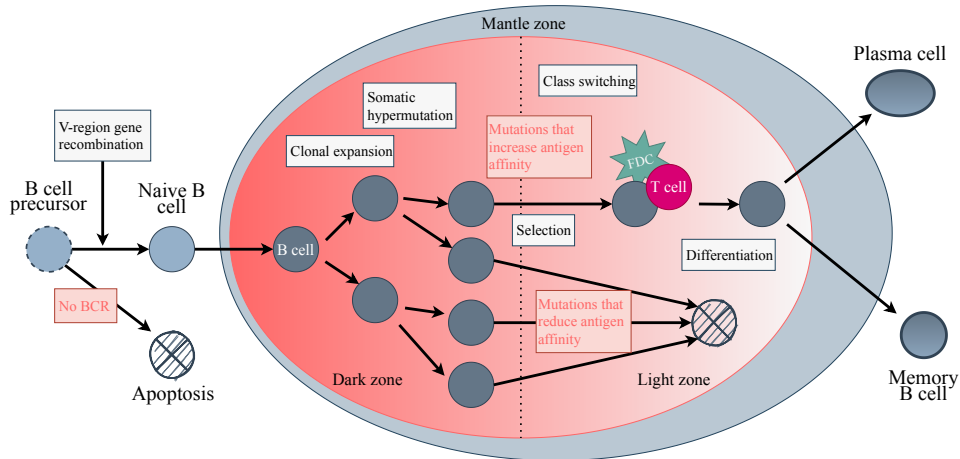 Mantle zone
Plasma cell
Class switching
Somatic
hypermutation
V-region gene
recombination
Mutations that
increase antigen
affinity
Clonal expansion
FDC
T cell
B cell
precursor
Naive B
cell
B cell
Selection
Differentiation
No BCR
Mutations that
reduce antigen
affinity
Dark zone
Light zone
Apoptosis
Memory
B cell